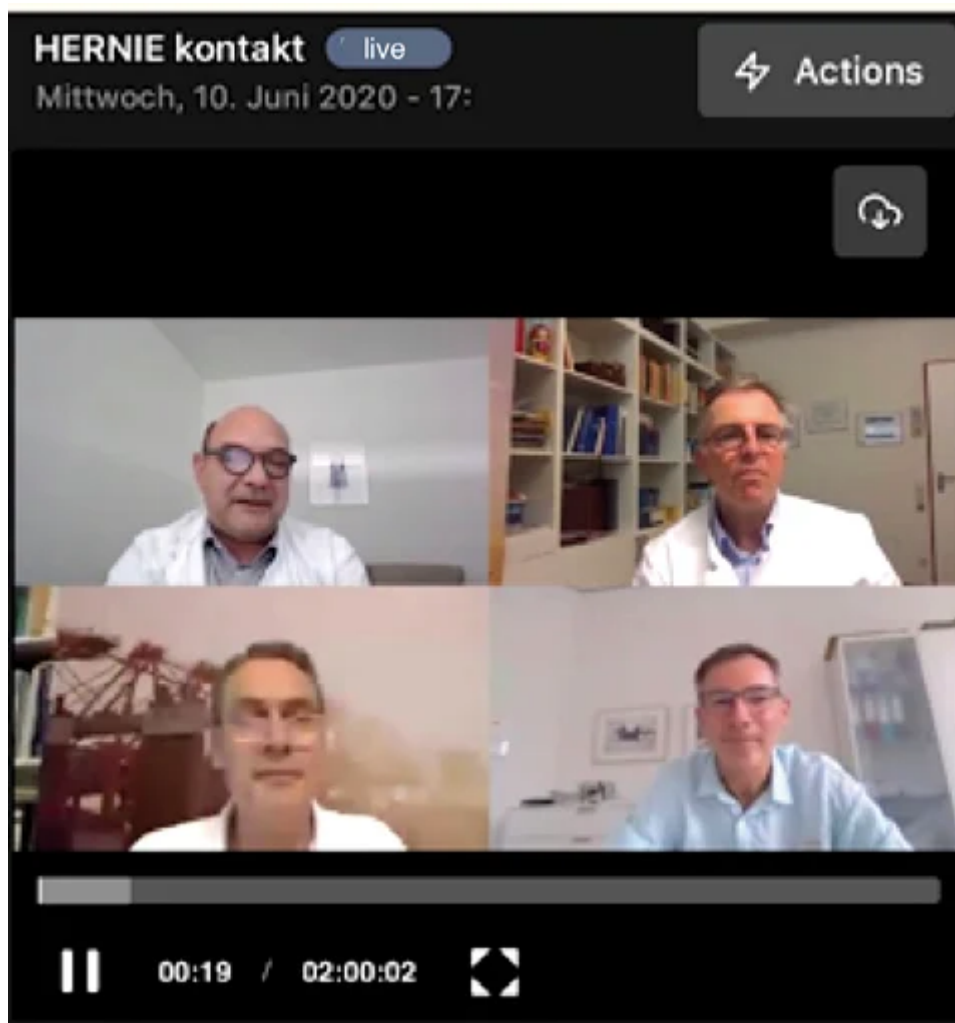 HERNIE kontakt live
Mittwoch, 10. Juni 2020 - 17:
Actions
00:19 / 02:00:02